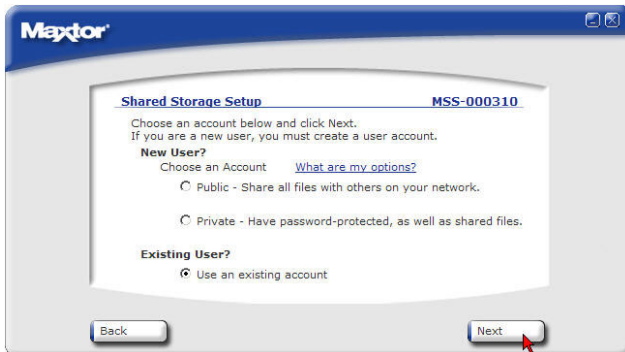 Maxtor
Shared Storage Setup MSS-000310
Choose an account below and click Next.
If you are a new user, you must create a user account.
New User?
Choose an Account What are my options?
Public - Share all files with others on your network.
Private - Have password-protected, as well as shared files.
Existing User?
Use an existing account
Back Next